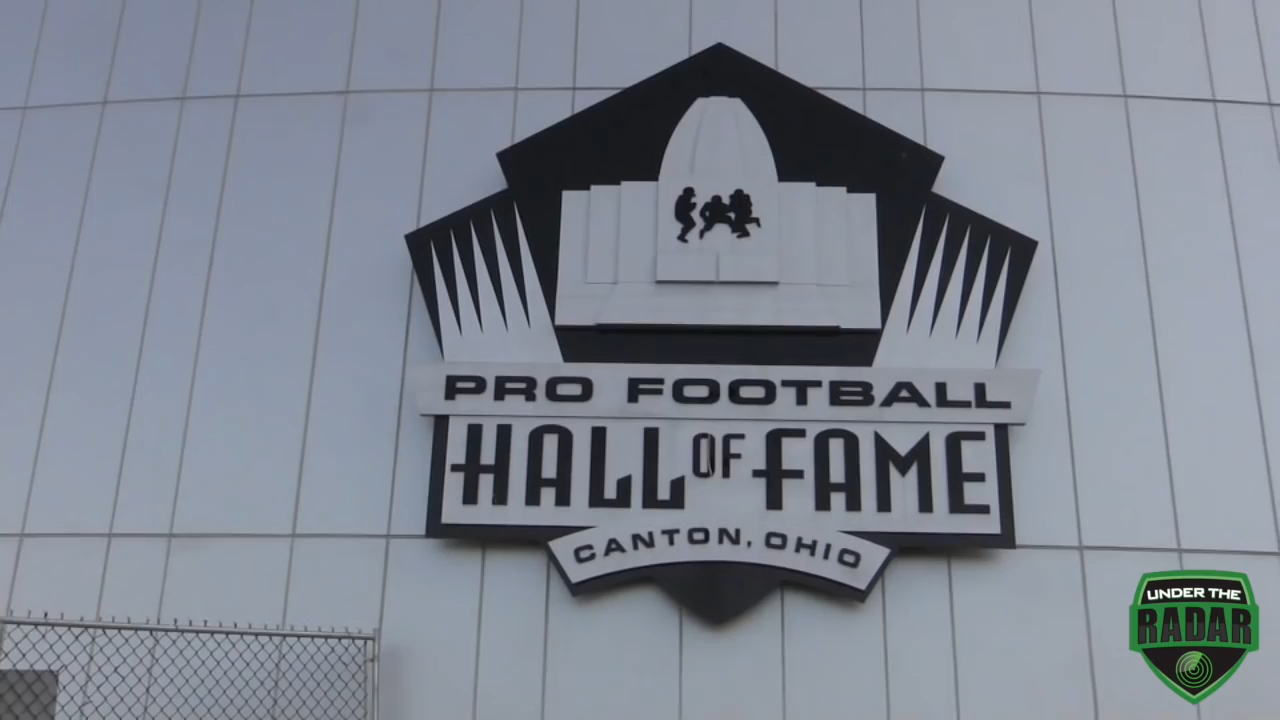 PRO FOOTBALL
HALL OF FAME
CANTON, OHIO
UNDER THE
RADAR